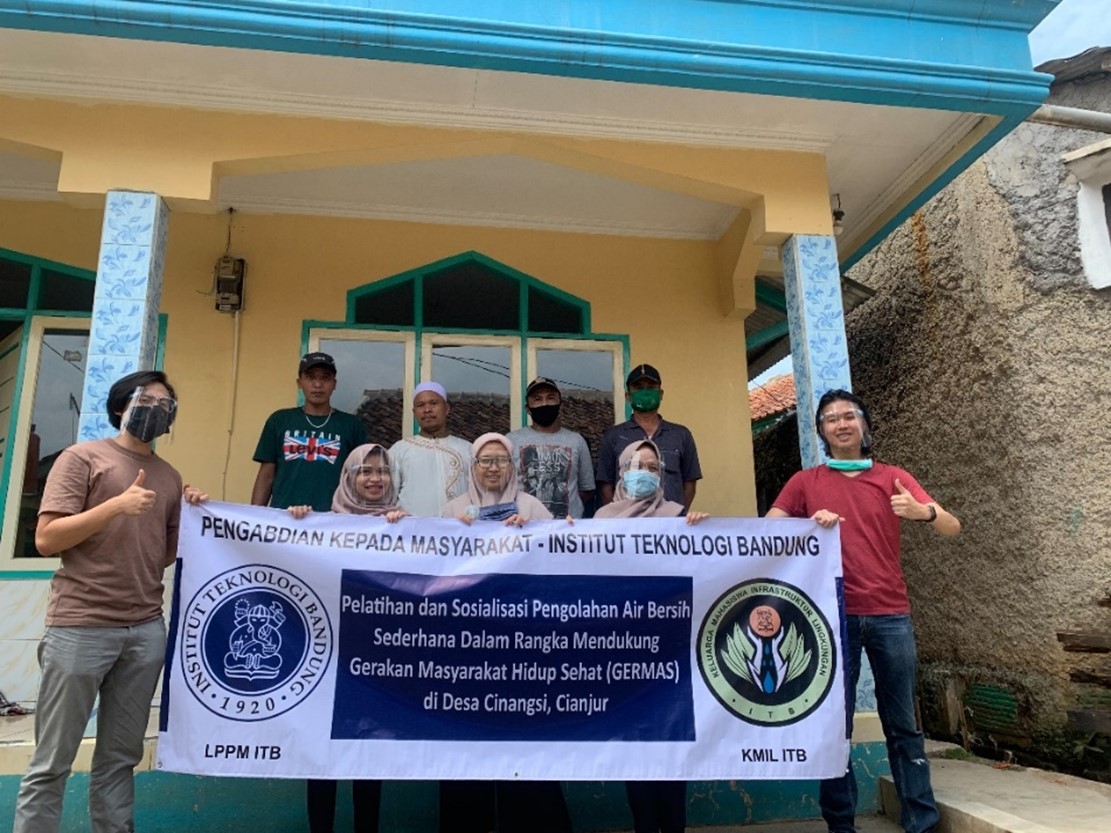 PENGABDIAN KEPADA MASYARAKAT - INSTITUT TEKNOLOGI BANDUNG
INSTITUT TEKNOLOGI BANDUNG
1920
LPPM ITB
Pelatihan dan Sosialisasi Pengolahan Air Bersih
Sederhana Dalam Rangka Mendukung
Gerakan Masyarakat Hidup Sehat (GERMAS)
di Desa Cinangsi, Cianjur
KELUARGA MAHASISWA INFRASTRUKTUR LINGKUNGAN
ITB
KMIL ITB
BRITAIN
LEVI'S